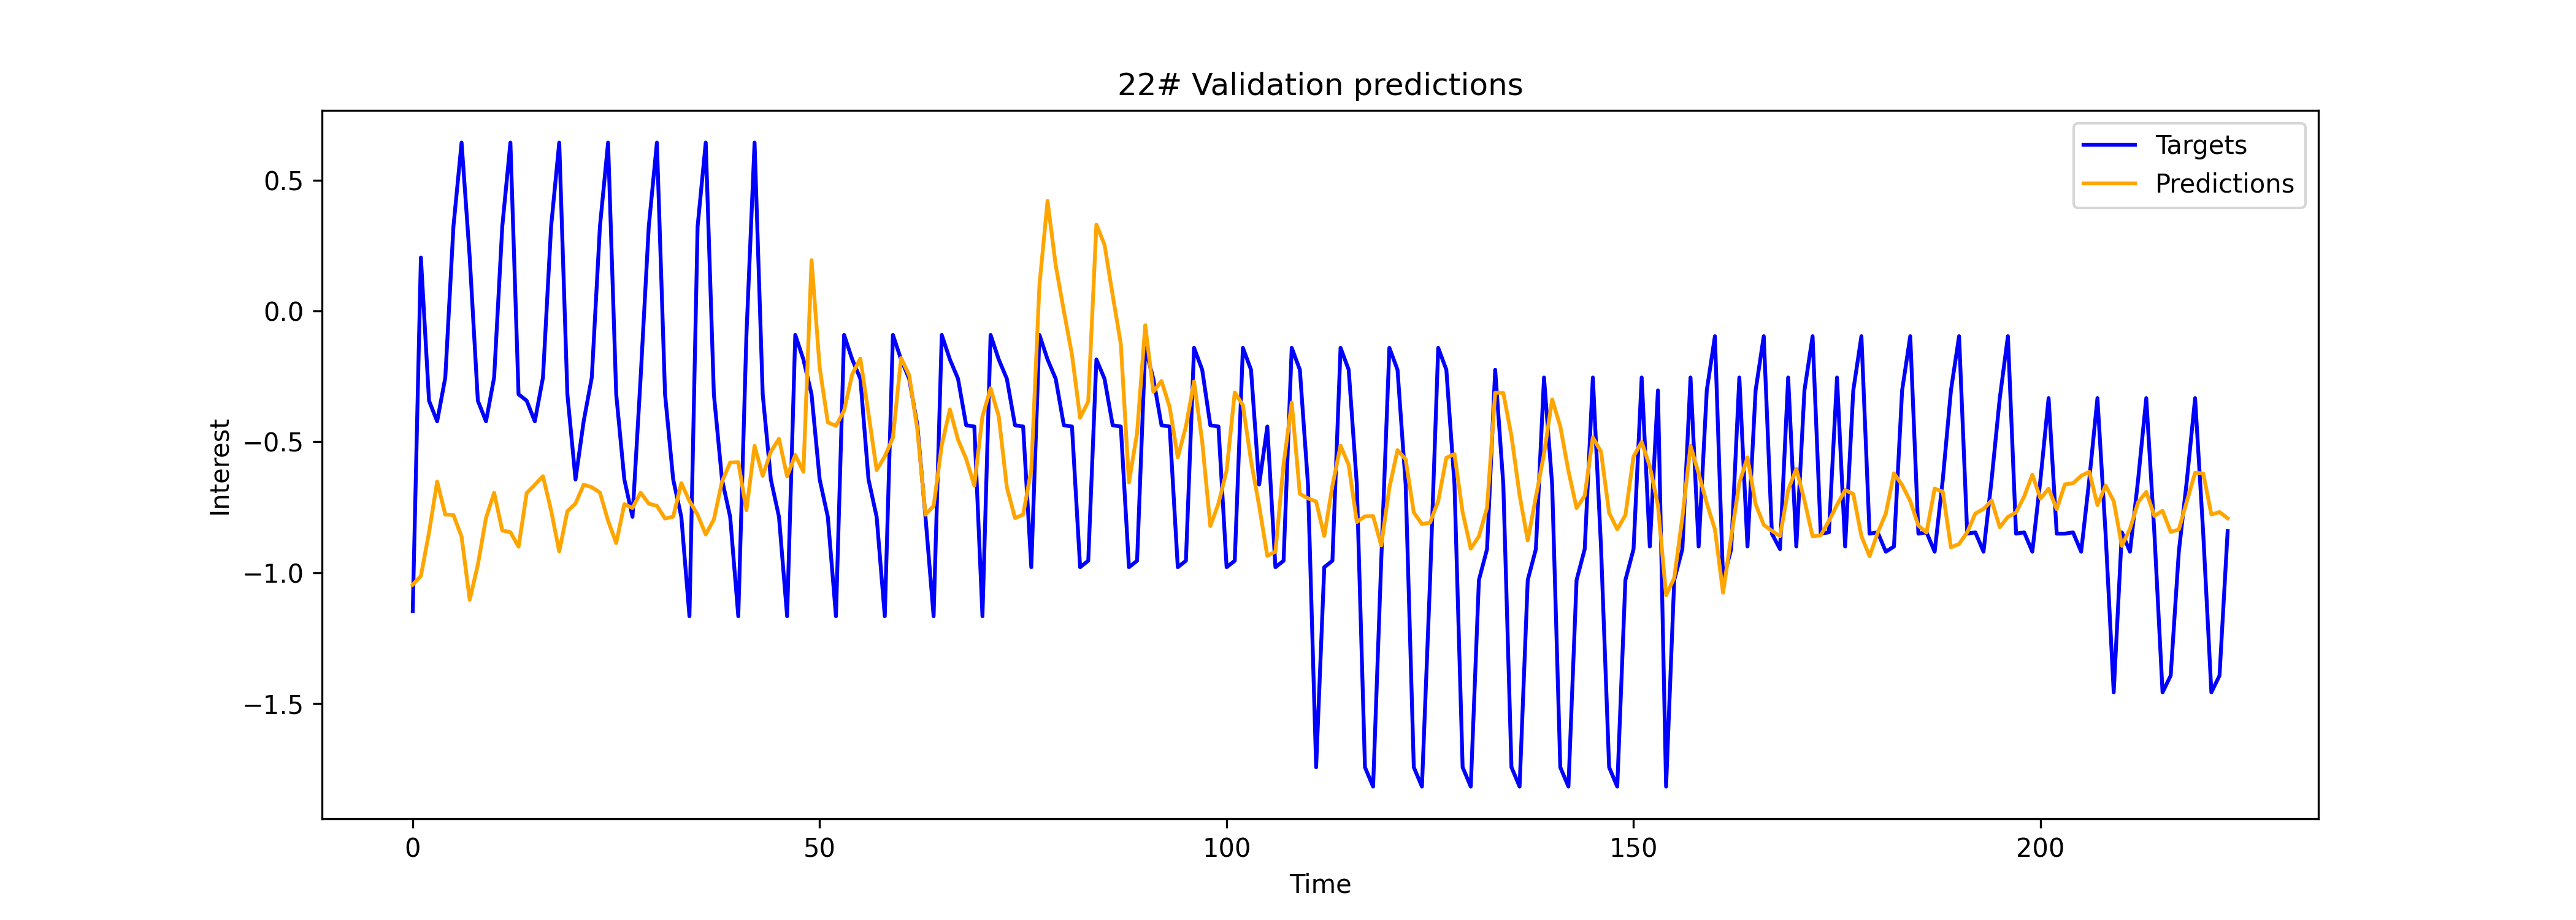 22# Validation predictions
Targets
Predictions
Interest
0.5
0.0
−0.5
−1.0
−1.5
0 50 100 150 200
Time